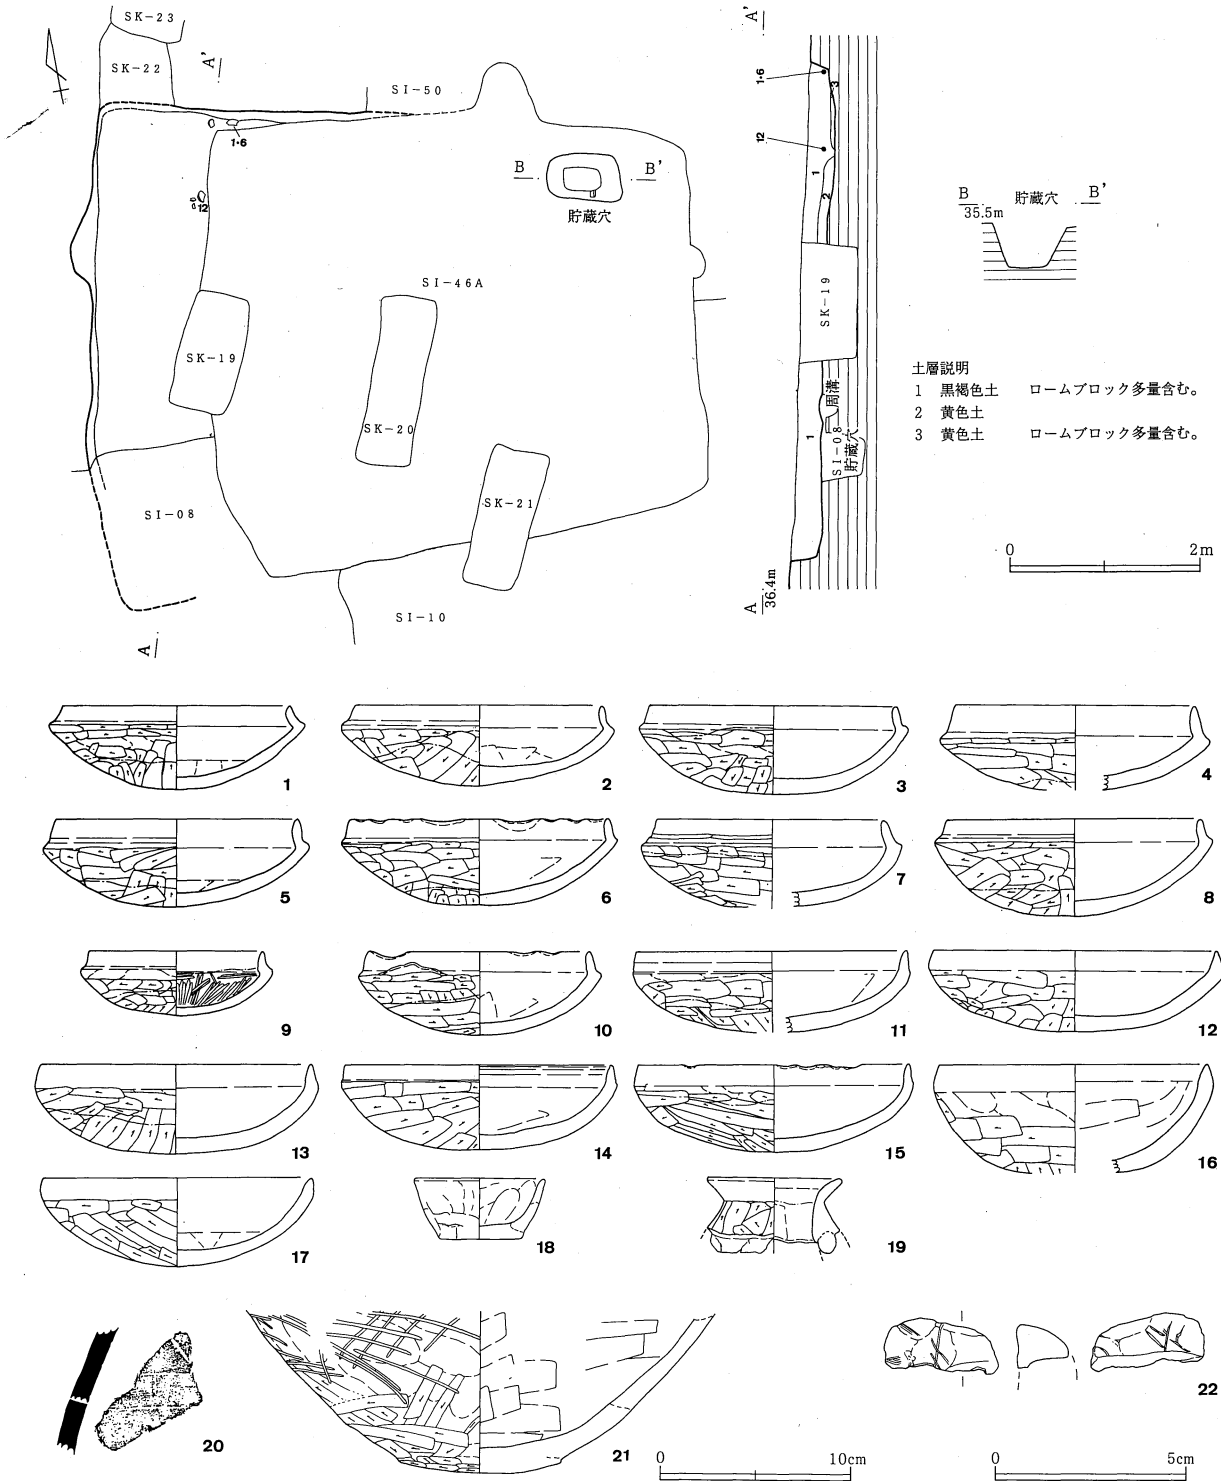 SK-23
SK-22
A'
SI-50
1・6
12
B
B'
貯蔵穴
SI-46A
SK-19
SK-20
SK-21
SI-08
SI-10
A
A'
1・6
3
12
1
2
SK-19
周溝
1
SI-08
貯蔵穴
A
36.4m
B 貯蔵穴 B'
35.5m
土層説明
1 黒褐色土 ロームブロック多量含む。
2 黄色土
3 黄色土 ロームブロック多量含む。
0 2m
1
2
3
4
5
6
7
8
9
10
11
12
13
14
15
16
17
18
19
20
21
22
0 10cm
0 5cm